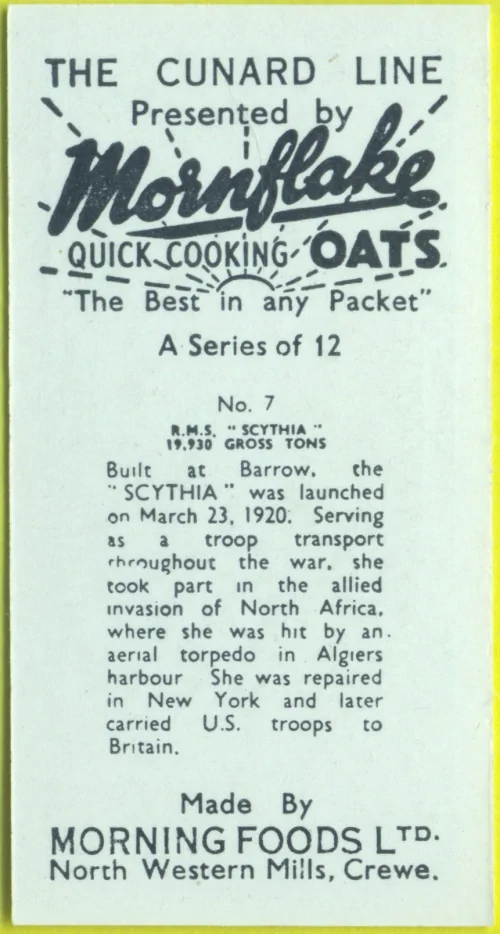 THE CUNARD LINE
Presented by
Mornflake
QUICK COOKING OATS
"The Best in any Packet"
A Series of 12
No. 7
R.M.S. "SCYTHIA"
19,930 GROSS TONS
Built at Barrow, the
"SCYTHIA" was launched
on March 23, 1920. Serving
as a troop transport
throughout the war, she
took part in the allied
invasion of North Africa,
where she was hit by an
aerial torpedo in Algiers
harbour She was repaired
in New York and later
carried U.S. troops to
Britain.
Made By
MORNING FOODS LTD.
North Western Mills, Crewe.